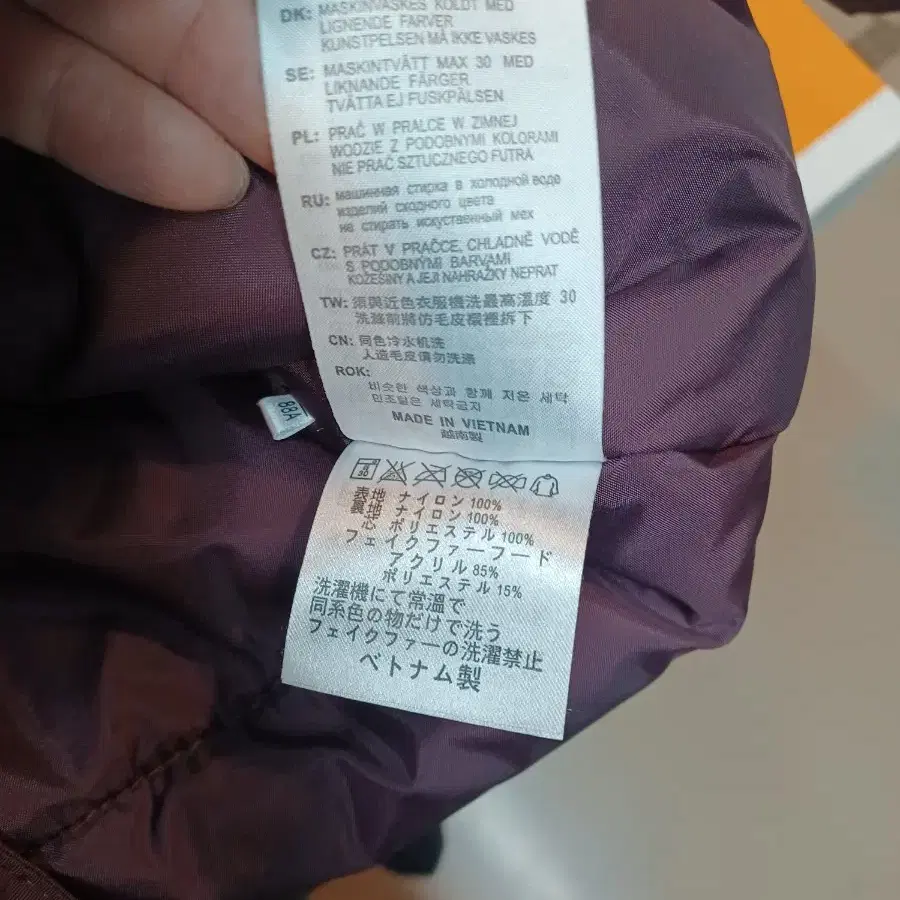 DK: MASKINVASKES KOLDT MED
LIGNENDE FARVER
KUNSTPELSEN MÅ IKKE VASKES
SE: MASKINTVÄTT MAX 30 MED
LIKNANDE FÄRGER
TVÄTTA EJ FUSKPÄLSEN
PL: PRAĆ W PRALCE W ZIMNEJ
WODZIE Z PODOBNYMI KOLORAMI
NIE PRAĆ SZTUCZNEGO FUTRA
RU: машинная стирка в холодной воде
изделий сходного цвета
не стирать искуственный мех
CZ: PRÁT V PRAČCE, CHLADNÉ VODĚ
S PODOBNÝMI BARVAMI
KOŽEŠINY A JEJÍ NAHRAŽKY NEPRAT
TW: 須與近色衣服機洗最高溫度 30
洗滌前將仿毛皮襟裡拆下
CN: 同色冷水机洗
人造毛皮请勿洗涤
ROK:
비슷한 색상과 함께 저온 세탁
인조털은 세탁금지
MADE IN VIETNAM
越南製
88A
30
表地 ナイロン 100%
裏地 ナイロン 100%
芯 ポリエステル 100%
フェイクファーフード
アクリル 85%
ポリエステル 15%
洗濯機にて常温で
同系色の物だけで洗う
フェイクファーの洗濯禁止
ベトナム製